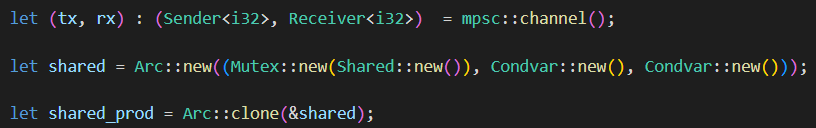 let (tx, rx) : (Sender<i32>, Receiver<i32>)  = mpsc::channel();
let shared = Arc::new((Mutex::new(Shared::new()), Condvar::new(), Condvar::new()));
let shared_prod = Arc::clone(&shared);